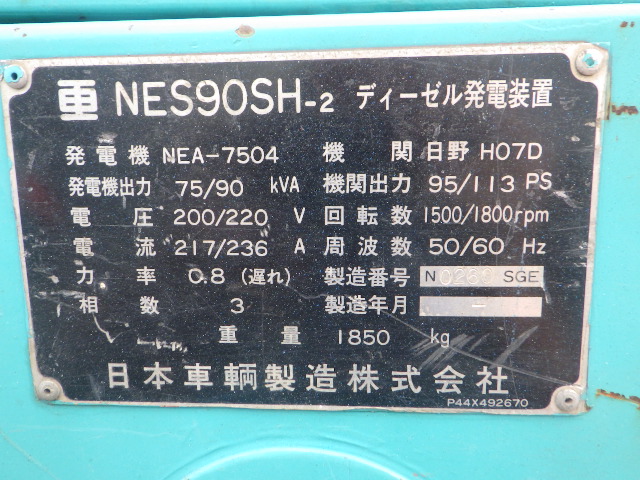 NES90SH-2 ディーゼル発電装置
発電機 NEA-7504 機関 日野 H07D
発電機出力 75/90 kVA 機関出力 95/113 PS
電圧 200/220 V 回転数 1500/1800rpm
電流 217/236 A 周波数 50/60 Hz
力率 0.8 (遅れ) 製造番号 SGE
相数 3 製造年月 -
重量 1850 kg
日本車輌製造株式会社
P44X492670